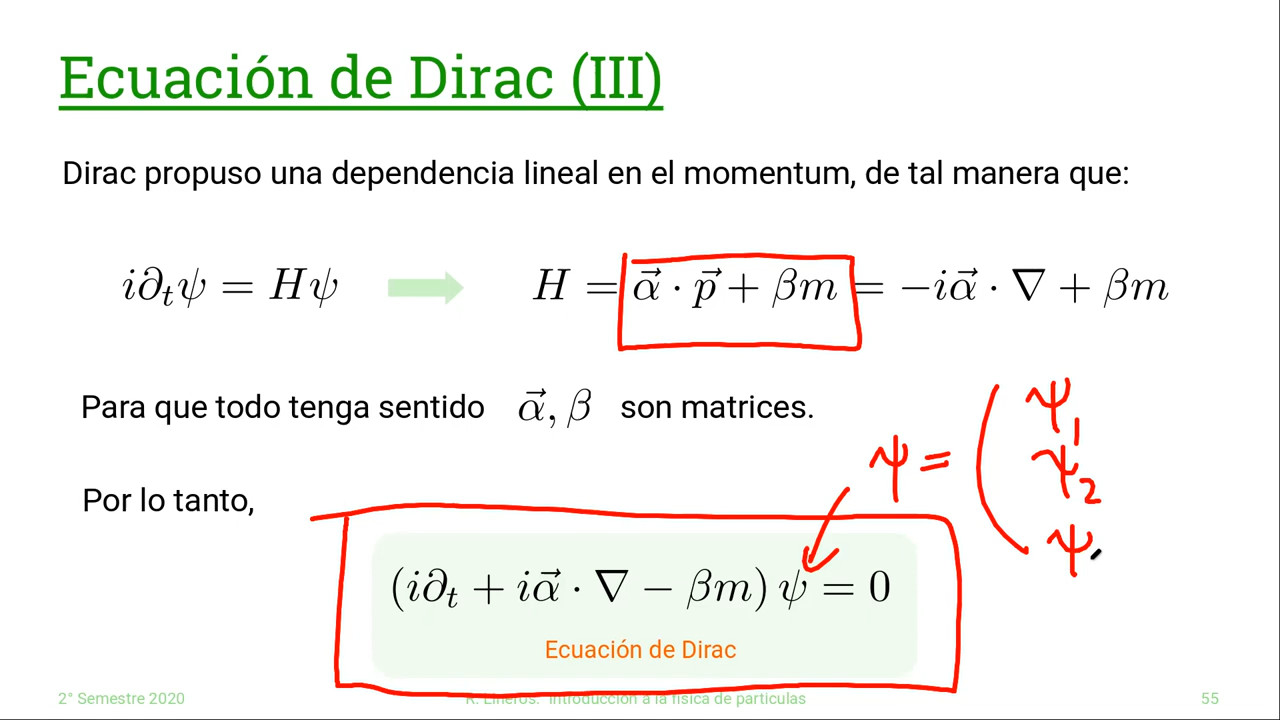 Ecuación de Dirac (III)
Dirac propuso una dependencia lineal en el momentum, de tal manera que:
i∂ₜψ = Hψ    H = α⃗ · p⃗ + βm = −iα⃗ · ∇ + βm
Para que todo tenga sentido α⃗, β son matrices.
ψ = ( ψ₁
ψ₂
ψ
Por lo tanto,
(i∂ₜ + iα⃗ · ∇ − βm) ψ = 0
Ecuación de Dirac
2° Semestre 2020    R. Lineros: Introducción a la física de partículas    55